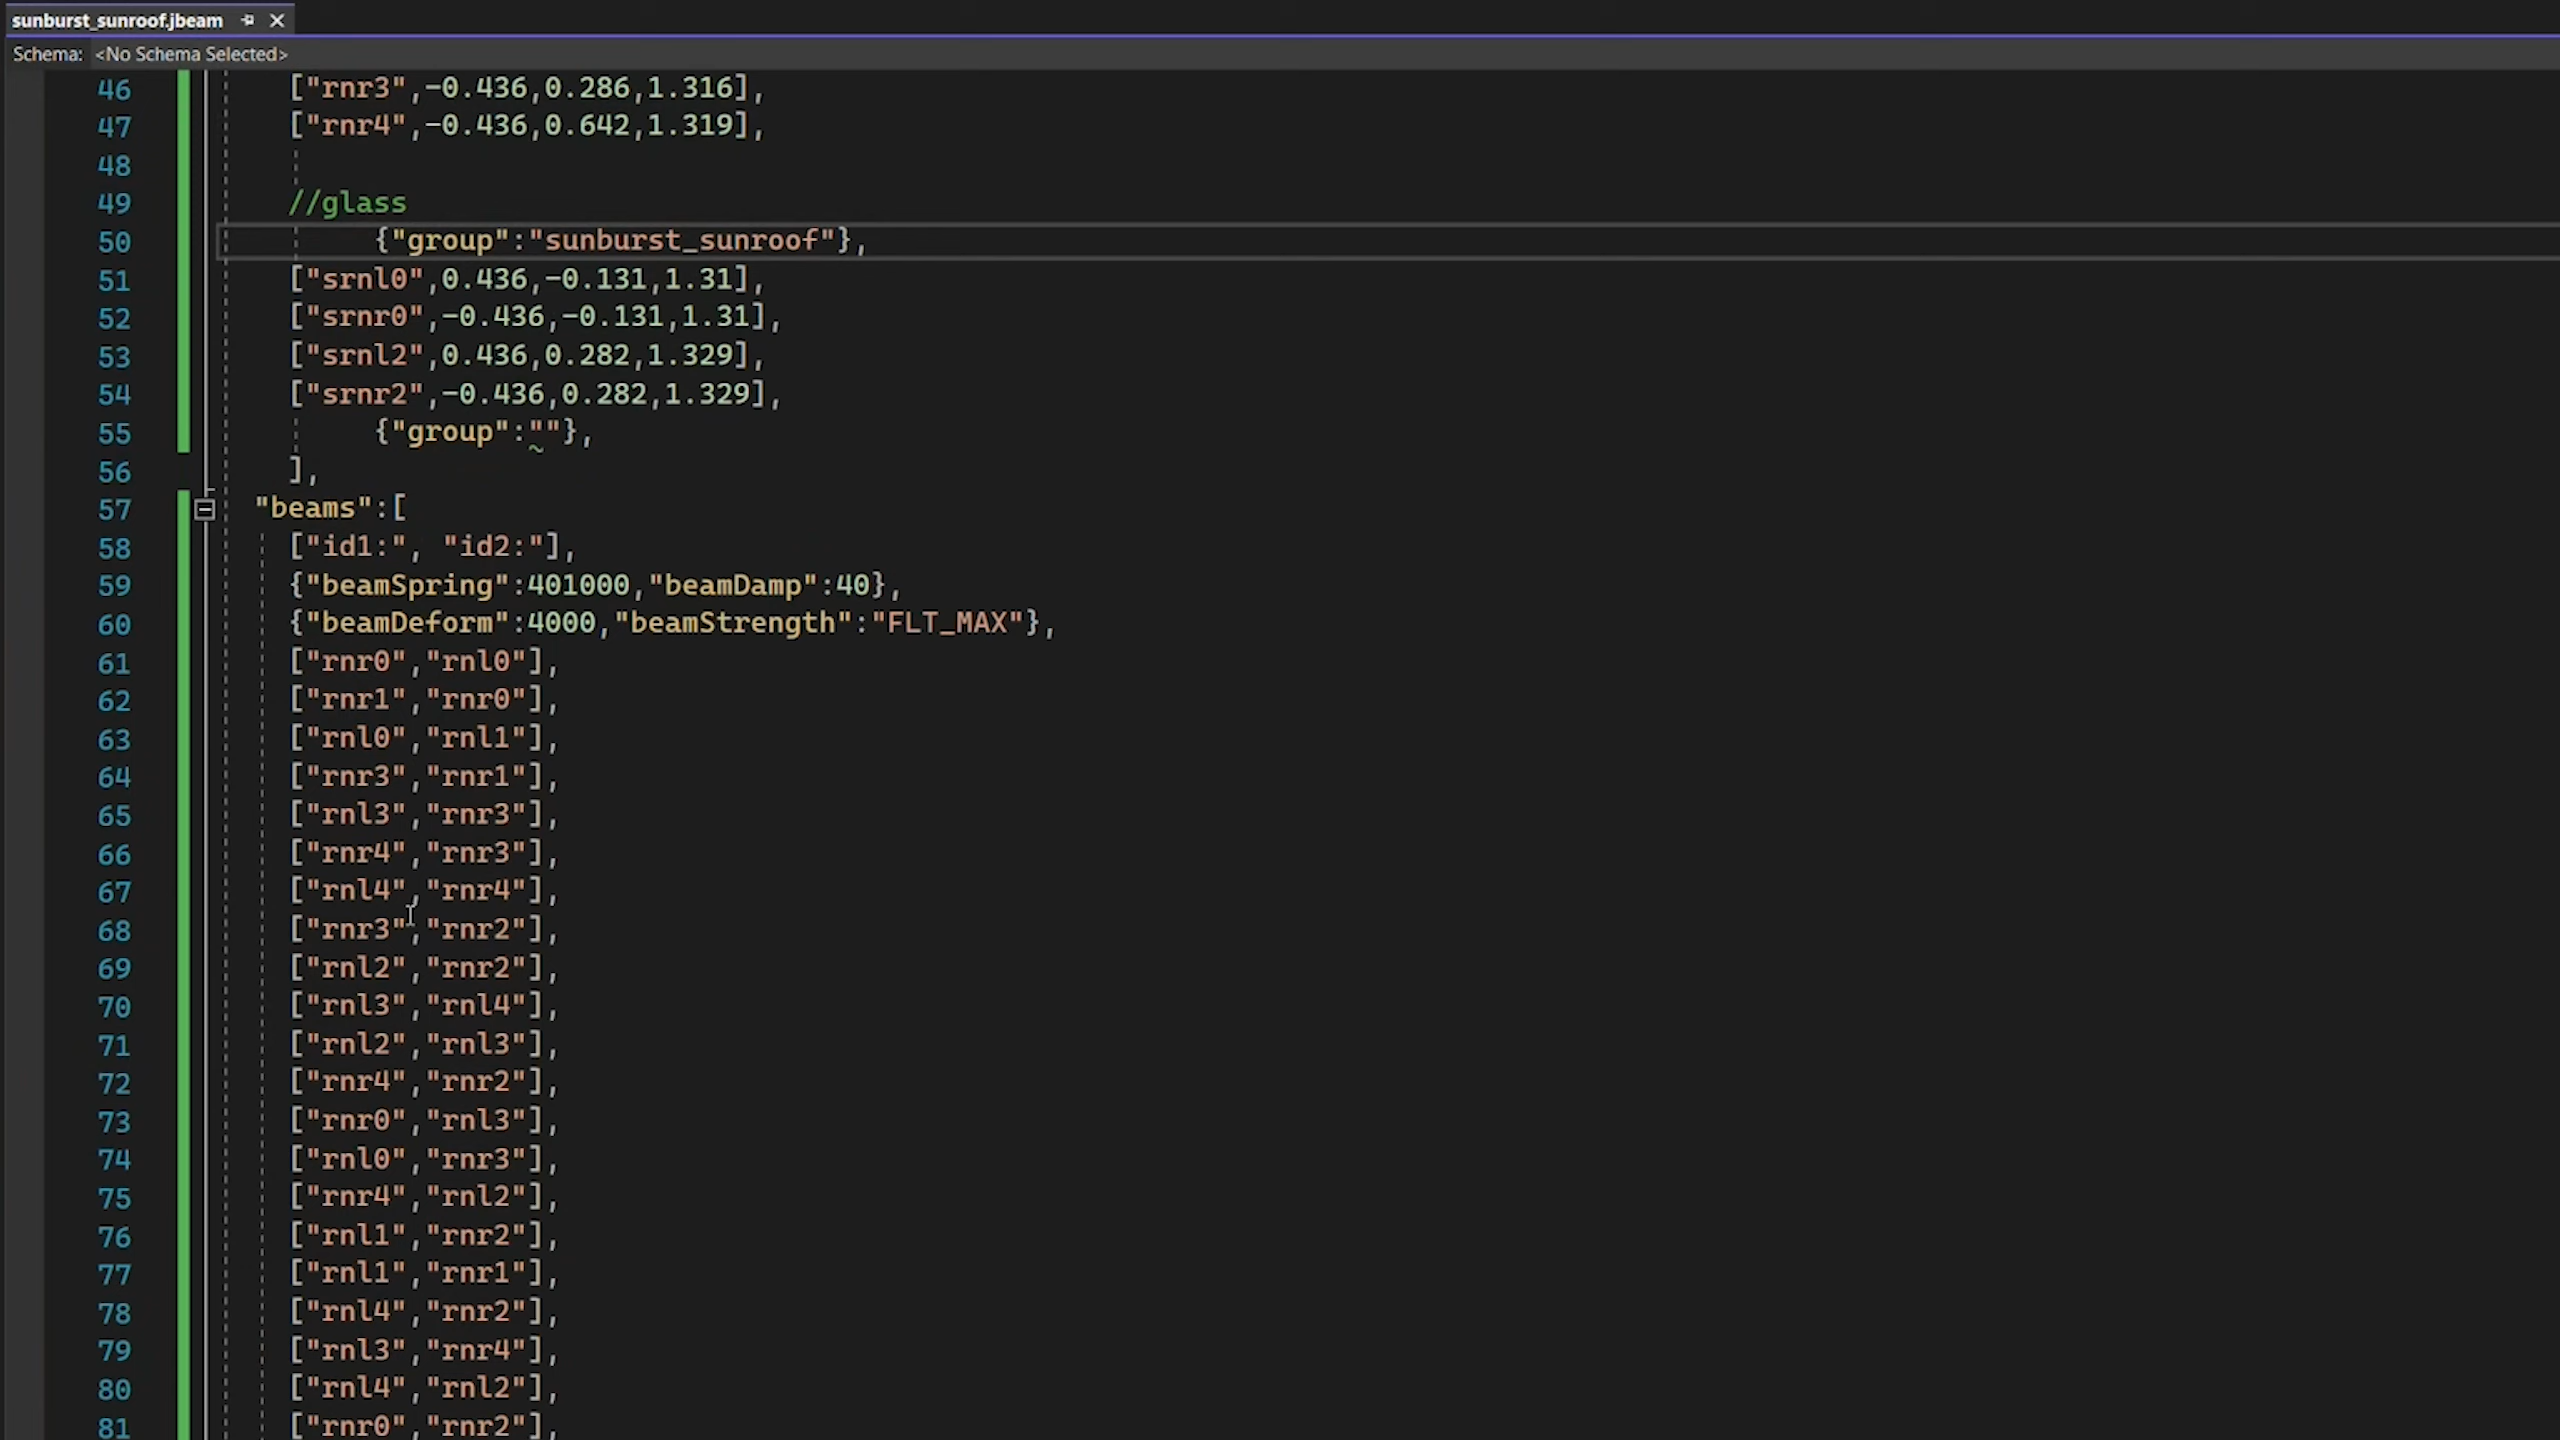 sunburst_sunroof.jbeam
Schema: <No Schema Selected>
46 ["rnr3",-0.436,0.286,1.316],
47 ["rnr4",-0.436,0.642,1.319],
48
49 //glass
50 {"group":"sunburst_sunroof"},
51 ["srnl0",0.436,-0.131,1.31],
52 ["srnr0",-0.436,-0.131,1.31],
53 ["srnl2",0.436,0.282,1.329],
54 ["srnr2",-0.436,0.282,1.329],
55 {"group":""},
56 ],
57 "beams":[
58 ["id1:", "id2:"],
59 {"beamSpring":401000,"beamDamp":40},
60 {"beamDeform":4000,"beamStrength":"FLT_MAX"},
61 ["rnr0","rnl0"],
62 ["rnr1","rnr0"],
63 ["rnl0","rnl1"],
64 ["rnr3","rnr1"],
65 ["rnl3","rnr3"],
66 ["rnr4","rnr3"],
67 ["rnl4","rnr4"],
68 ["rnr3","rnr2"],
69 ["rnl2","rnr2"],
70 ["rnl3","rnl4"],
71 ["rnl2","rnl3"],
72 ["rnr4","rnr2"],
73 ["rnr0","rnl3"],
74 ["rnl0","rnr3"],
75 ["rnr4","rnl2"],
76 ["rnl1","rnr2"],
77 ["rnl1","rnr1"],
78 ["rnl4","rnr2"],
79 ["rnl3","rnr4"],
80 ["rnl4","rnl2"],
81 ["rnr0","rnr2"],